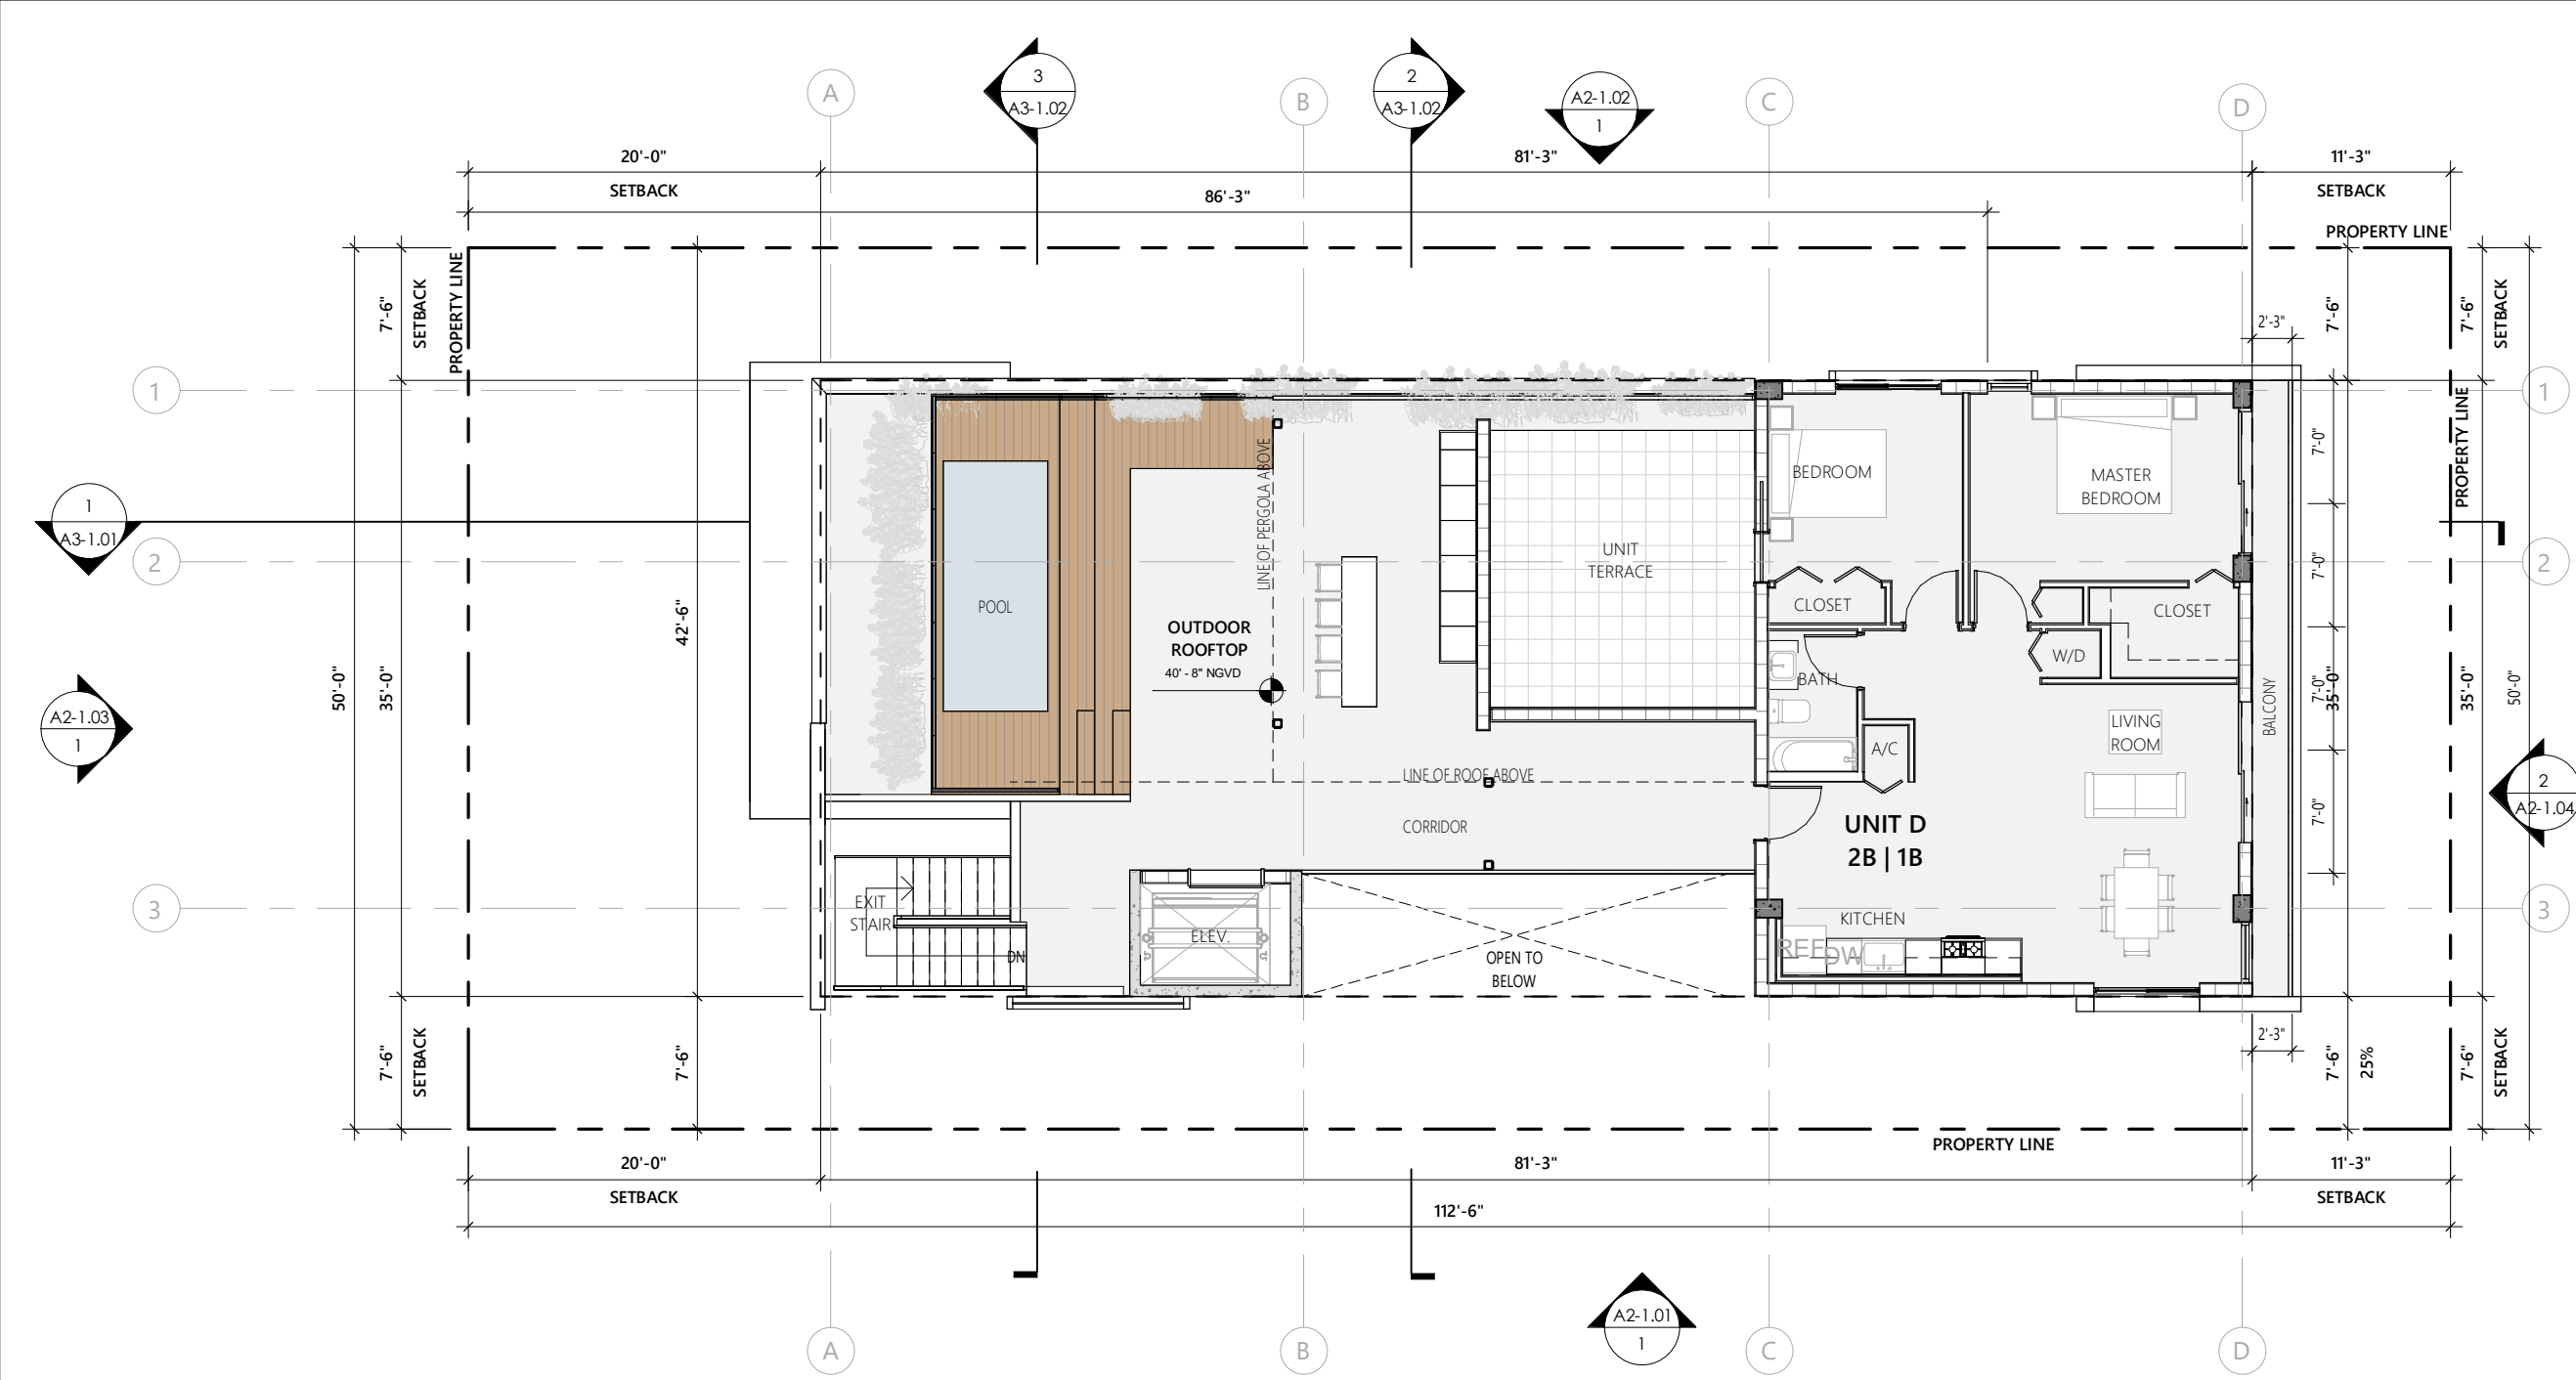 3
A3-1.02
2
A3-1.02
A2-1.02
1
A
B
C
D
20'-0"
81'-3"
11'-3"
SETBACK
SETBACK
86'-3"
PROPERTY LINE
PROPERTY LINE
7'-6"
SETBACK
7'-6"
7'-6"
SETBACK
2'-3"
1
1
PROPERTY LINE
7'-0"
LINE OF PERGOLA ABOVE
BEDROOM
MASTER
BEDROOM
1
A3-1.01
2
2
UNIT
TERRACE
7'-0"
POOL
CLOSET
CLOSET
42'-6"
OUTDOOR
ROOFTOP
40' - 8" NGVD
W/D
BATH
50'-0"
35'-0"
7'-0"
35'-0"
35'-0"
50'-0"
BALCONY
A2-1.03
1
LIVING
ROOM
A/C
LINE OF ROOF ABOVE
2
A2-1.04
7'-0"
CORRIDOR
UNIT D
2B | 1B
3
3
EXIT
STAIR
KITCHEN
ELEV.
REF
DW
DN
OPEN TO
BELOW
7'-6"
SETBACK
7'-6"
2'-3"
7'-6"
25%
7'-6"
SETBACK
PROPERTY LINE
20'-0"
81'-3"
11'-3"
SETBACK
SETBACK
112'-6"
A2-1.01
1
A
B
C
D